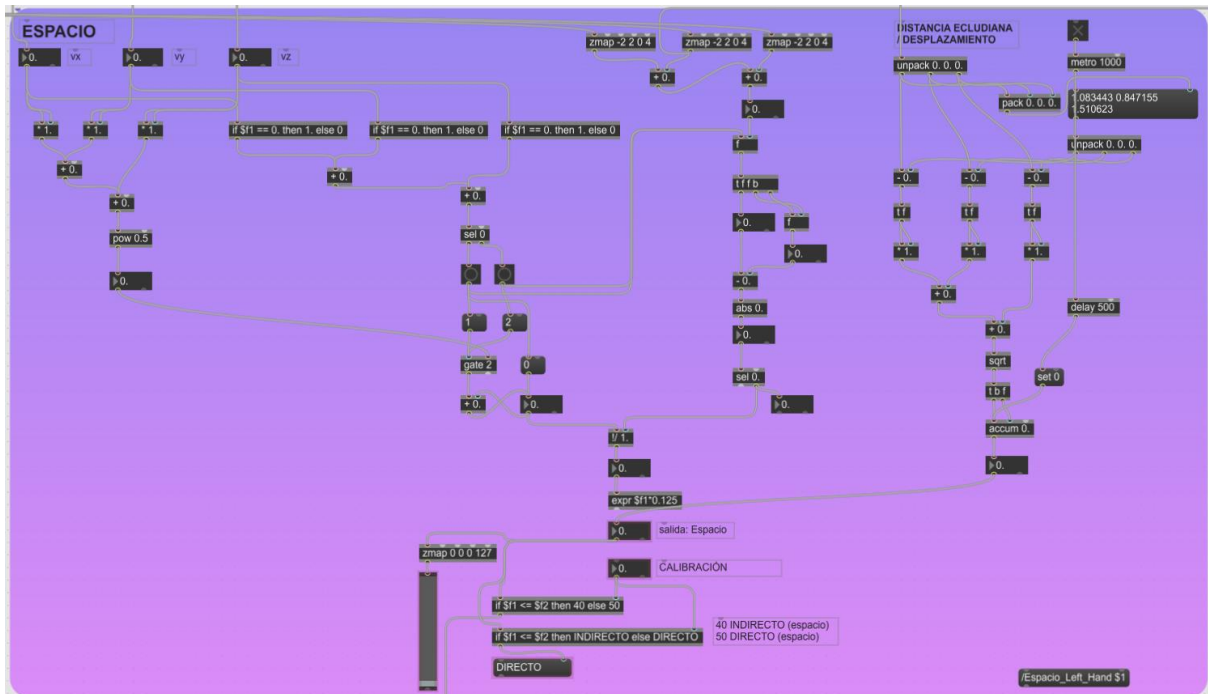 ESPACIO
0.
vx
0.
vy
0.
vz
zmap -2 2 0 4
zmap -2 2 0 4
zmap -2 2 0 4
+ 0.
+ 0.
0.
DISTANCIA ECLUDIANA
/ DESPLAZAMIENTO
unpack 0. 0. 0.
metro 1000
pack 0. 0. 0.
1.083443 0.847155
1.510623
unpack 0. 0. 0.
* 1.
* 1.
* 1.
if $f1 == 0. then 1. else 0
if $f1 == 0. then 1. else 0
if $f1 == 0. then 1. else 0
f
+ 0.
+ 0.
+ 0.
+ 0.
t f f b
- 0.
- 0.
- 0.
pow 0.5
sel 0
0.
f
t f
t f
t f
0.
0.
* 1.
* 1.
* 1.
- 0.
abs 0.
+ 0.
delay 500
1
2
0.
+ 0.
gate 2
0
sel 0.
sqrt
set 0
+ 0.
0.
0.
t b f
!/ 1.
accum 0.
0.
0.
expr $f1*0.125
0.
salida: Espacio
zmap 0 0 0 127
0.
CALIBRACIÓN
if $f1 <= $f2 then 40 else 50
if $f1 <= $f2 then INDIRECTO else DIRECTO
40 INDIRECTO (espacio)
50 DIRECTO (espacio)
DIRECTO
/Espacio_Left_Hand $1